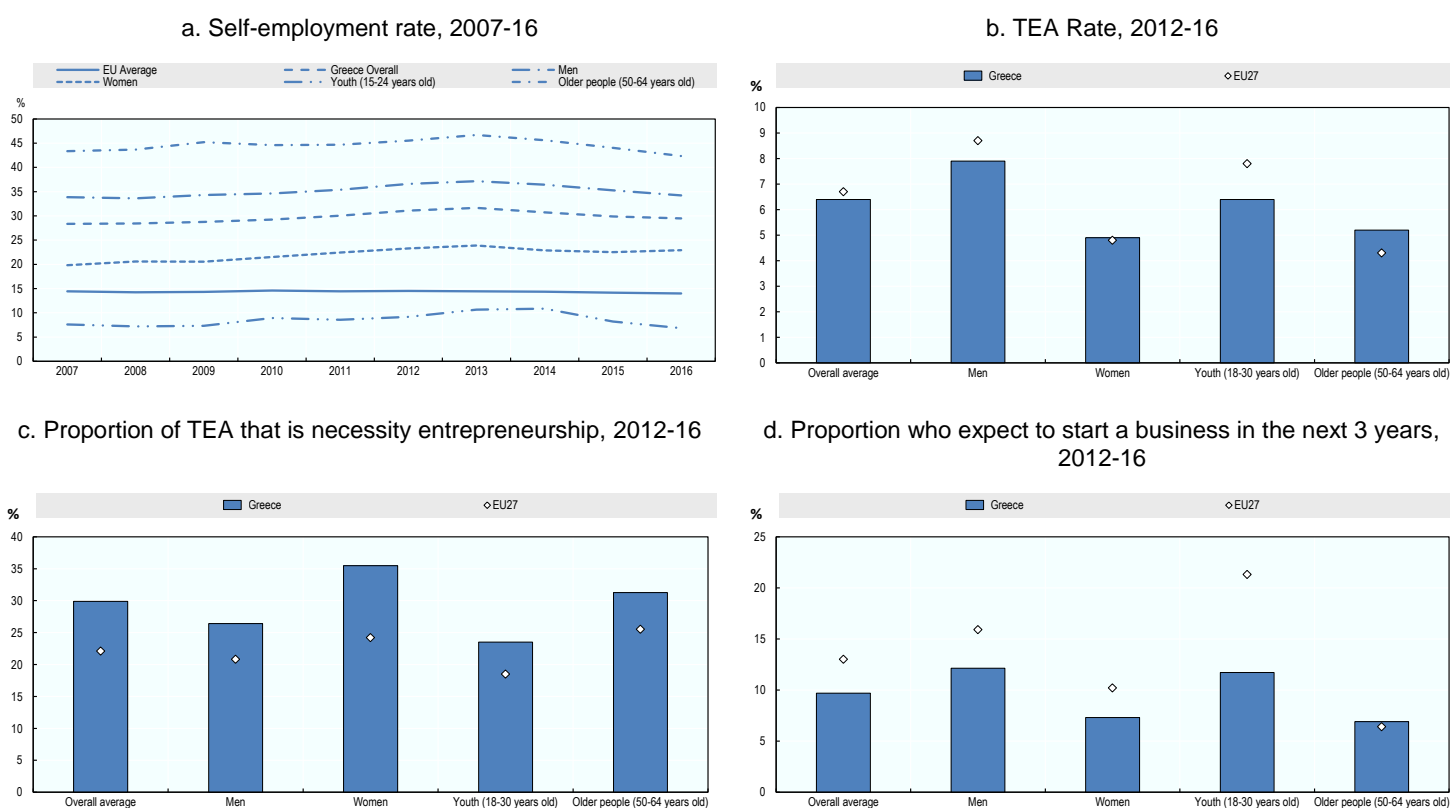 a. Self-employment rate, 2007-16
EU Average
Greece Overall
Men
Women
Youth (15-24 years old)
Older people (50-64 years old)
%
50
45
40
35
30
25
20
15
10
5
0
2007 2008 2009 2010 2011 2012 2013 2014 2015 2016
b. TEA Rate, 2012-16
Greece
EU27
%
10
9
8
7
6
5
4
3
2
1
0
Overall average Men Women Youth (18-30 years old) Older people (50-64 years old)
c. Proportion of TEA that is necessity entrepreneurship, 2012-16
Greece
EU27
%
40
35
30
25
20
15
10
5
0
Overall average Men Women Youth (18-30 years old) Older people (50-64 years old)
d. Proportion who expect to start a business in the next 3 years,
2012-16
Greece
EU27
%
25
20
15
10
5
0
Overall average Men Women Youth (18-30 years old) Older people (50-64 years old)